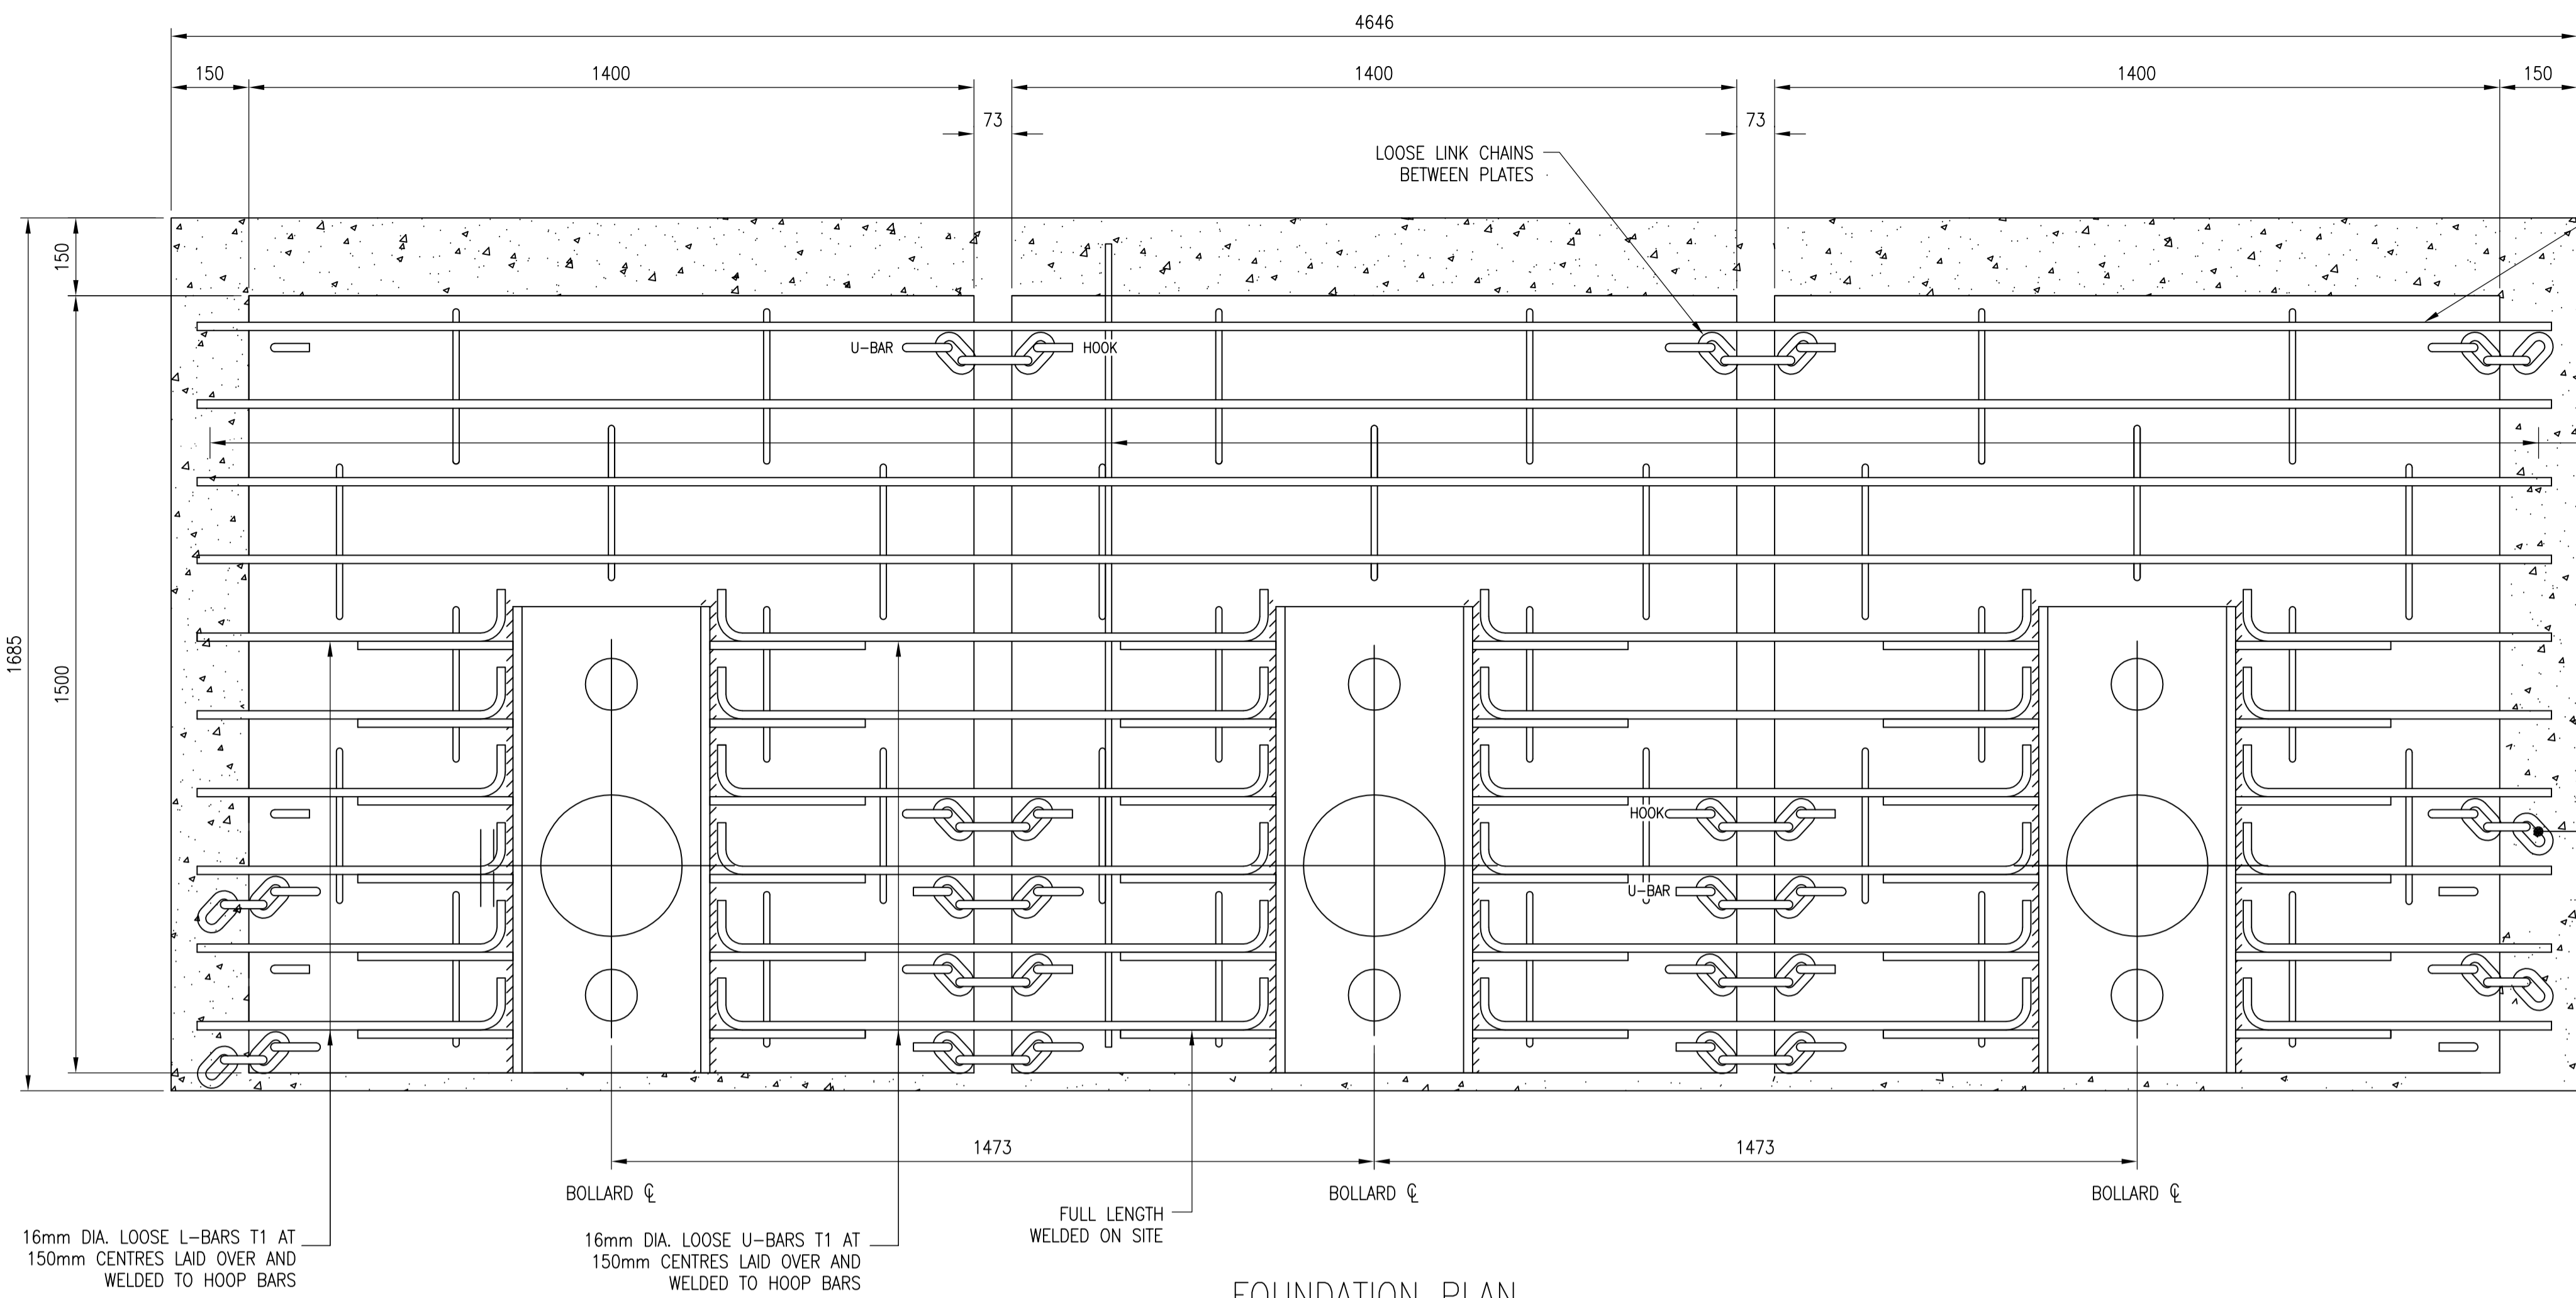 4646
150
1400
1400
1400
150
73
73
LOOSE LINK CHAINS
BETWEEN PLATES
150
1685
1500
U-BAR
HOOK
HOOK
U-BAR
1473
1473
BOLLARD ℄
BOLLARD ℄
BOLLARD ℄
16mm DIA. LOOSE L-BARS T1 AT
150mm CENTRES LAID OVER AND
WELDED TO HOOP BARS
16mm DIA. LOOSE U-BARS T1 AT
150mm CENTRES LAID OVER AND
WELDED TO HOOP BARS
FULL LENGTH
WELDED ON SITE
FOUNDATION PLAN